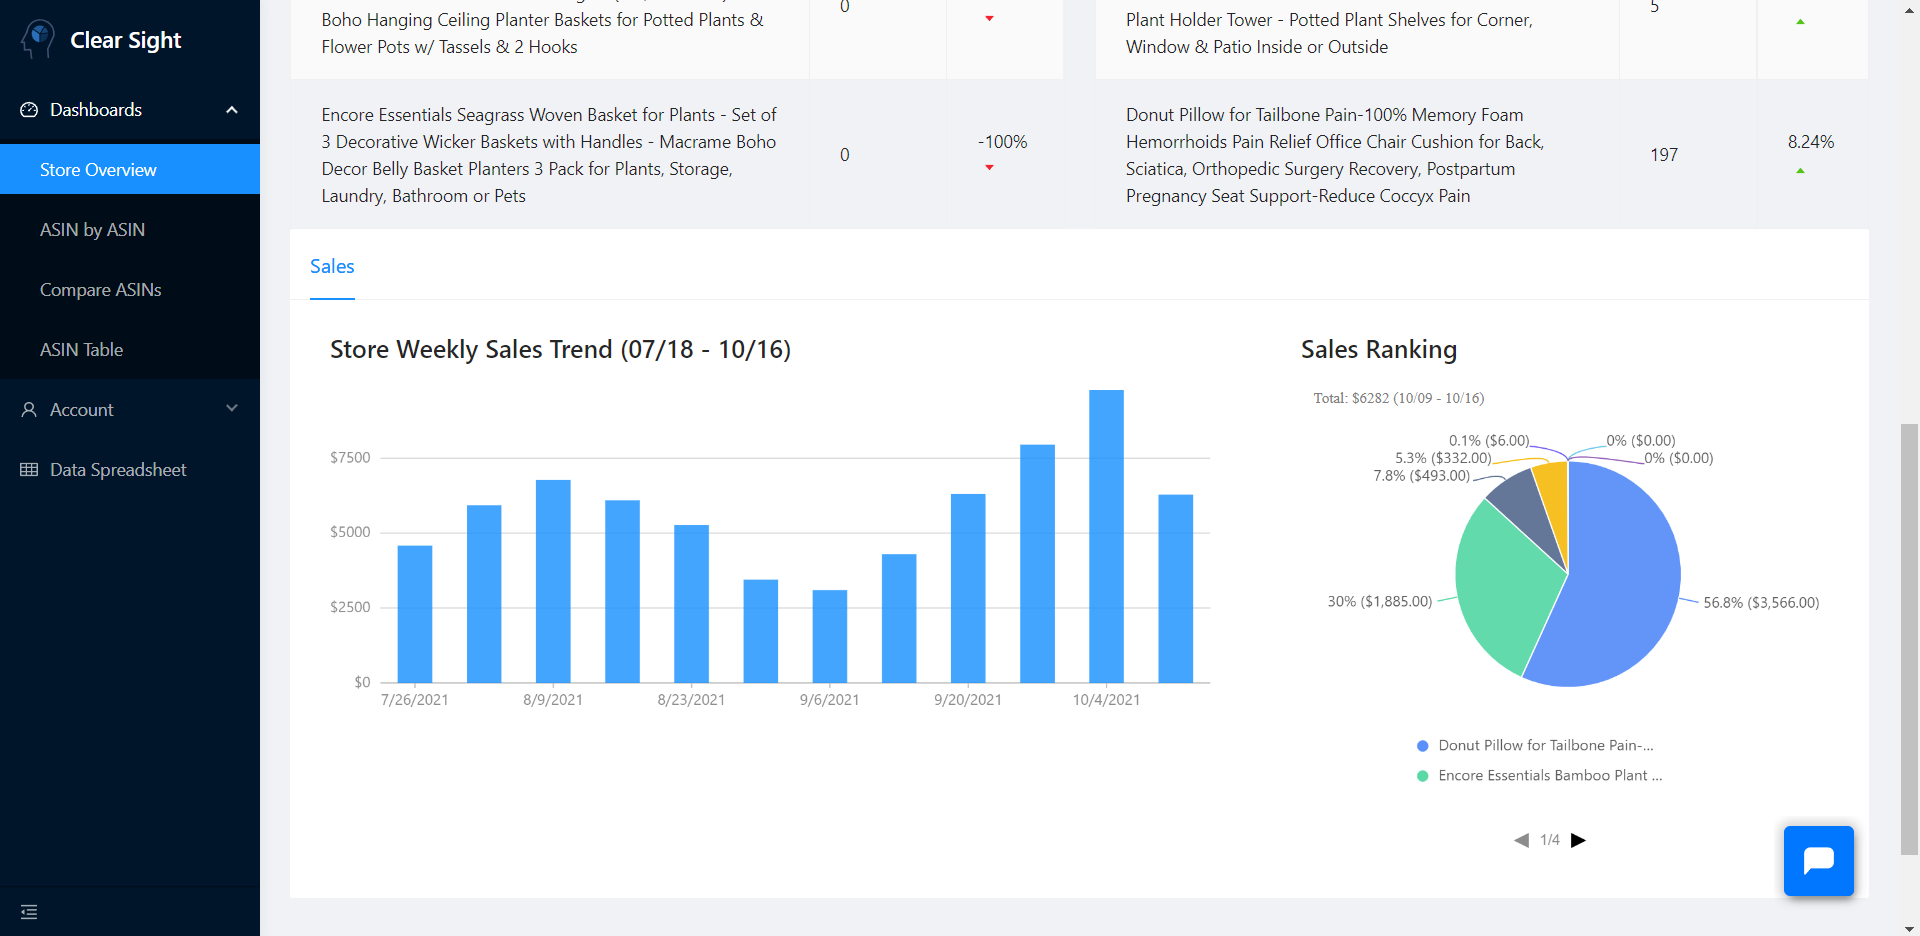 Clear Sight
Dashboards
Store Overview
ASIN by ASIN
Compare ASINs
ASIN Table
Account
Data Spreadsheet
Boho Hanging Ceiling Planter Baskets for Potted Plants &
Flower Pots w/ Tassels & 2 Hooks
0
Plant Holder Tower - Potted Plant Shelves for Corner,
Window & Patio Inside or Outside
5
Encore Essentials Seagrass Woven Basket for Plants - Set of
3 Decorative Wicker Baskets with Handles - Macrame Boho
Decor Belly Basket Planters 3 Pack for Plants, Storage,
Laundry, Bathroom or Pets
0
-100%
Donut Pillow for Tailbone Pain-100% Memory Foam
Hemorrhoids Pain Relief Office Chair Cushion for Back,
Sciatica, Orthopedic Surgery Recovery, Postpartum
Pregnancy Seat Support-Reduce Coccyx Pain
197
8.24%
Sales
Store Weekly Sales Trend (07/18 - 10/16)
$7500
$5000
$2500
$0
7/26/2021
8/9/2021
8/23/2021
9/6/2021
9/20/2021
10/4/2021
Sales Ranking
Total: $6282 (10/09 - 10/16)
0.1% ($6.00)
0% ($0.00)
5.3% ($332.00)
0% ($0.00)
7.8% ($493.00)
30% ($1,885.00)
56.8% ($3,566.00)
Donut Pillow for Tailbone Pain-...
Encore Essentials Bamboo Plant ...
1/4